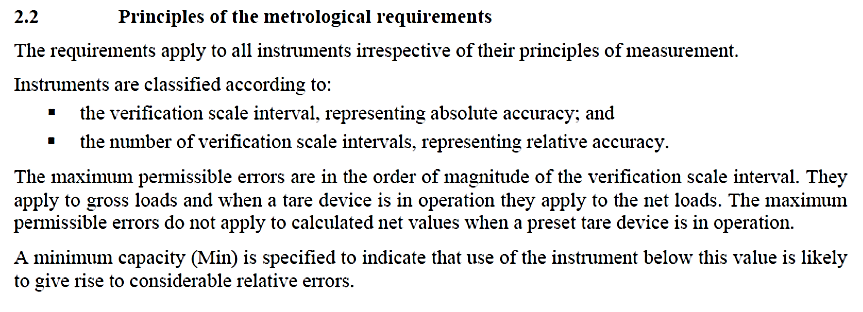 2.2 Principles of the metrological requirements
The requirements apply to all instruments irrespective of their principles of measurement.
Instruments are classified according to:
▪ the verification scale interval, representing absolute accuracy; and
▪ the number of verification scale intervals, representing relative accuracy.
The maximum permissible errors are in the order of magnitude of the verification scale interval. They
apply to gross loads and when a tare device is in operation they apply to the net loads. The maximum
permissible errors do not apply to calculated net values when a preset tare device is in operation.
A minimum capacity (Min) is specified to indicate that use of the instrument below this value is likely
to give rise to considerable relative errors.